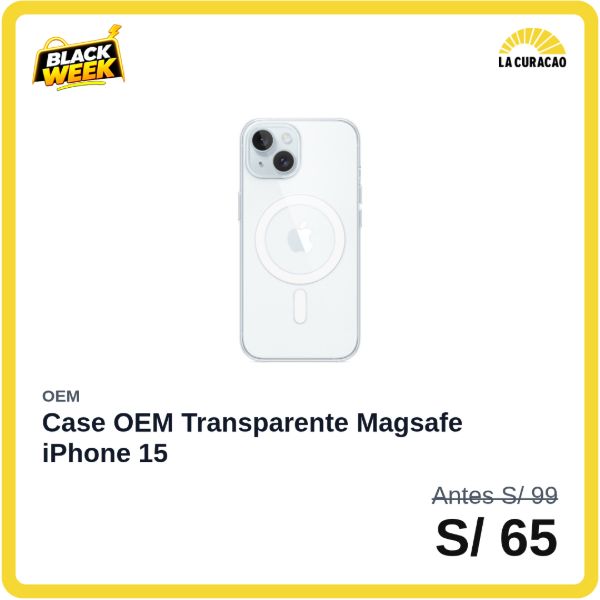 BLACK
WEEK
LA CURACAO
OEM
Case OEM Transparente Magsafe
iPhone 15
Antes S/ 99
S/ 65